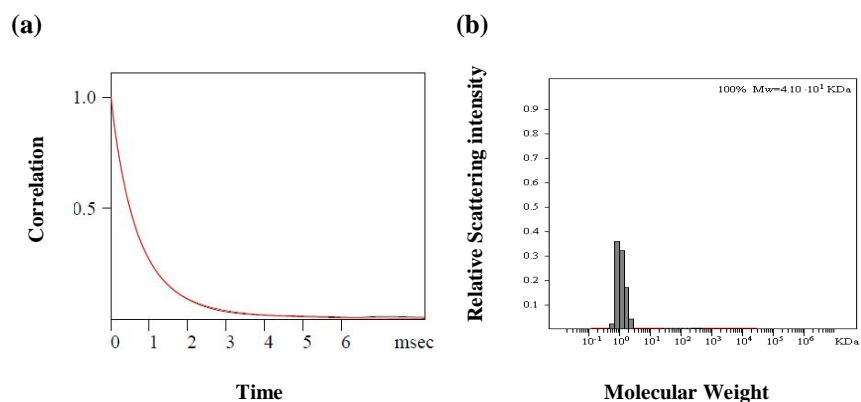 (a)
Correlation
1.0
0.5
0 1 2 3 4 5 6 msec
Time
(b)
Relative Scattering intensity
100% Mw=4.10 ·10¹ KDa
0.9
0.8
0.7
0.6
0.5
0.4
0.3
0.2
0.1
10⁻¹ 10⁰ 10¹ 10² 10³ 10⁴ 10⁵ 10⁶ KDa
Molecular Weight